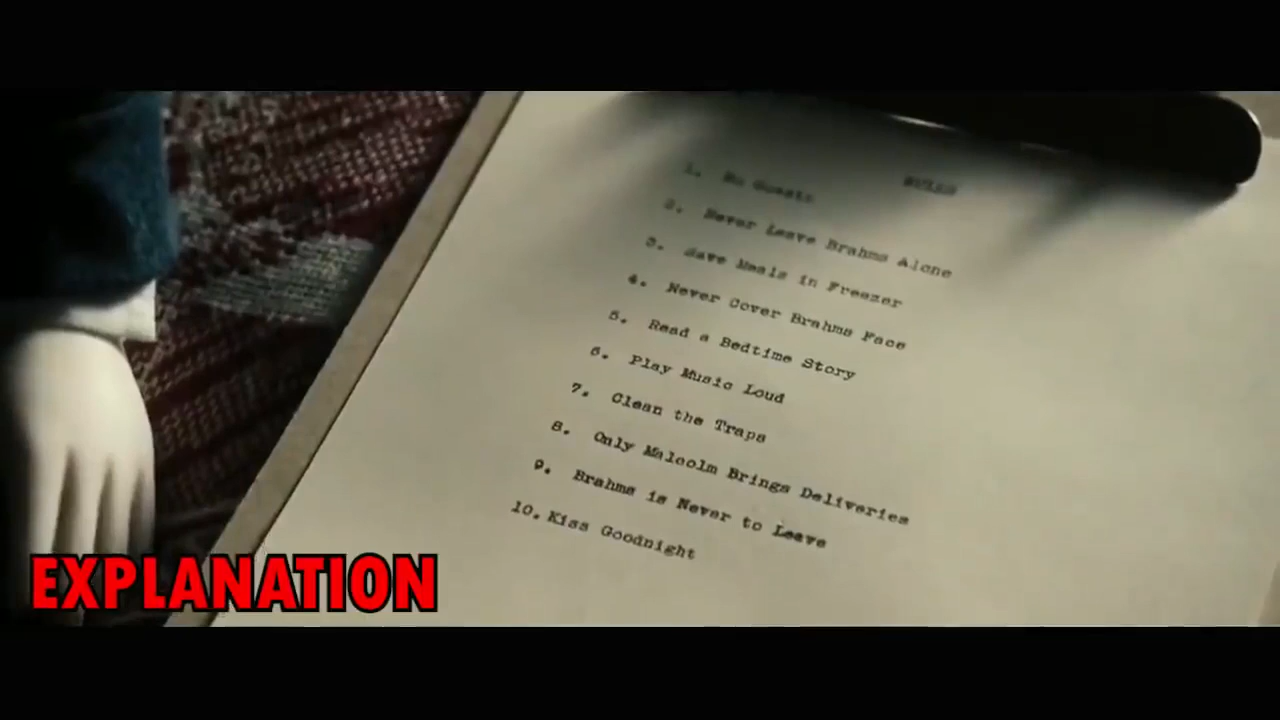 RULES
1. No Guests
2. Never Leave Brahms Alone
3. Save Meals in Freezer
4. Never Cover Brahms Face
5. Read a Bedtime Story
6. Play Music Loud
7. Clean the Traps
8. Only Malcolm Brings Deliveries
9. Brahms is Never to Leave
10. Kiss Goodnight
EXPLANATION